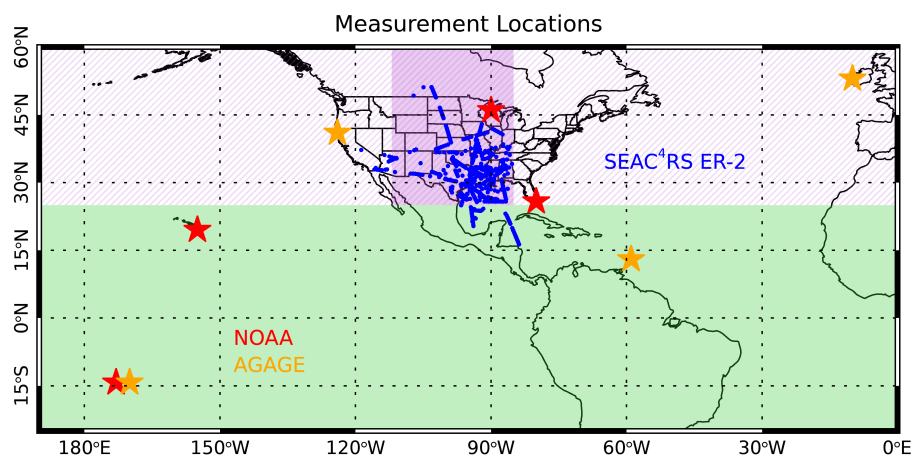 Measurement Locations
60°N
45°N
30°N
15°N
0°N
15°S
SEAC⁴RS ER-2
NOAA
AGAGE
180°W 150°W 120°W 90°W 60°W 30°W 0°E